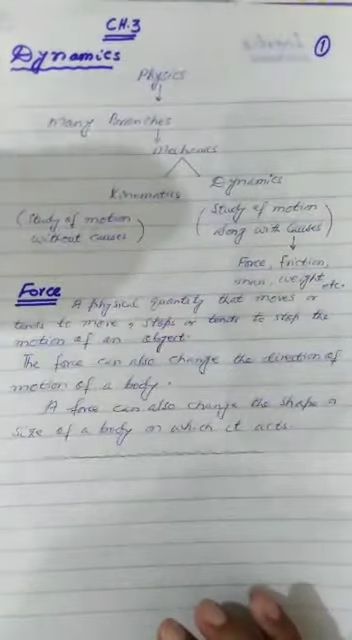 CH.3
1
Dynamics
Physics
Many Branches
Mechanics
Kinematics
Dynamics
(Study of motion
without causes)
(Study of motion
along with causes)
Force, friction,
mass, weight etc.
Force
A physical quantity that moves or
tends to move, stops or tends to stop the
motion of an object.
The force can also change the direction of
motion of a body.
A force can also change the shape or
size of a body on which it acts.